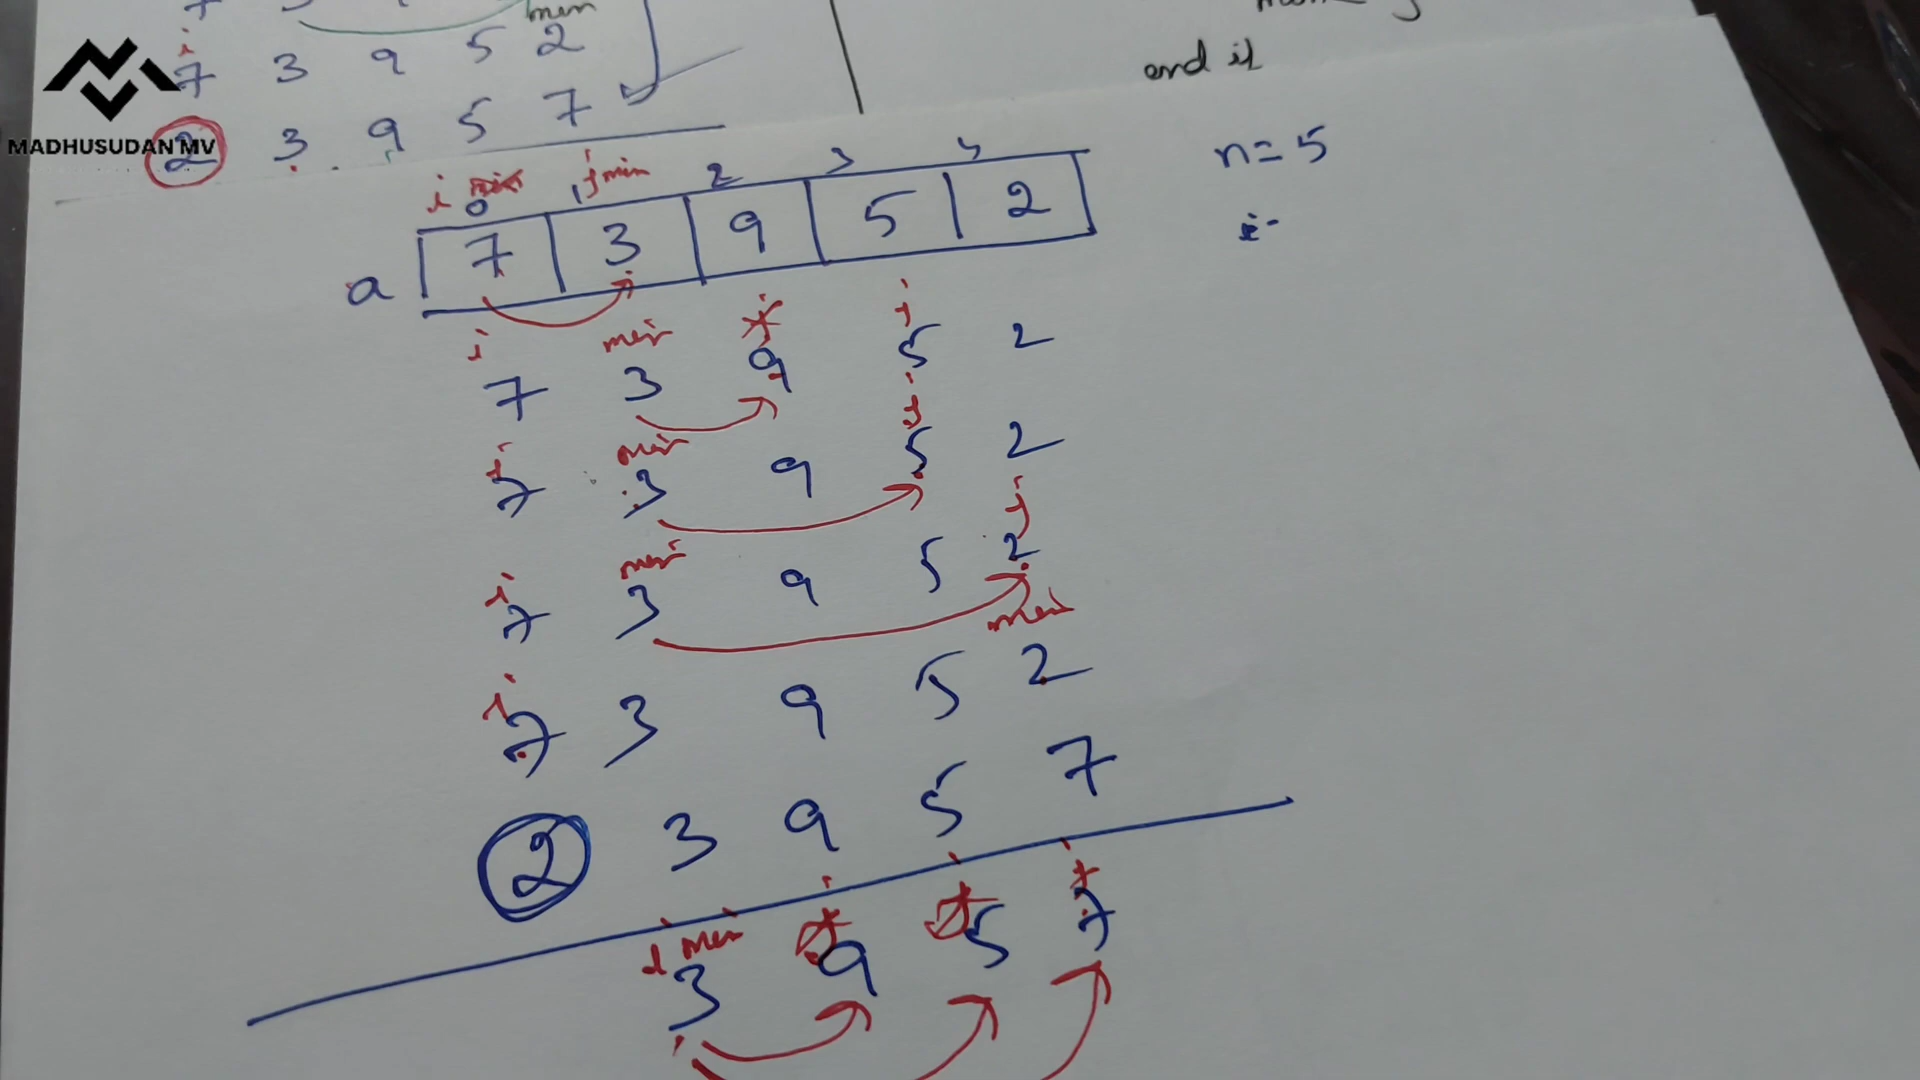 min
i
7 3 9 5 2
2 3 9 5 7
MADHUSUDAN MV
end if
n = 5
i -
i min j min
0 1 2 3 4
a 7 3 9 5 2
i min j j
7 3 9 5 2
i min j
7 3 9 5 2
i min j
7 3 9 5 2
i min
7 3 9 5 2
2 3 9 5 7
i min j j j
3 9 5 7